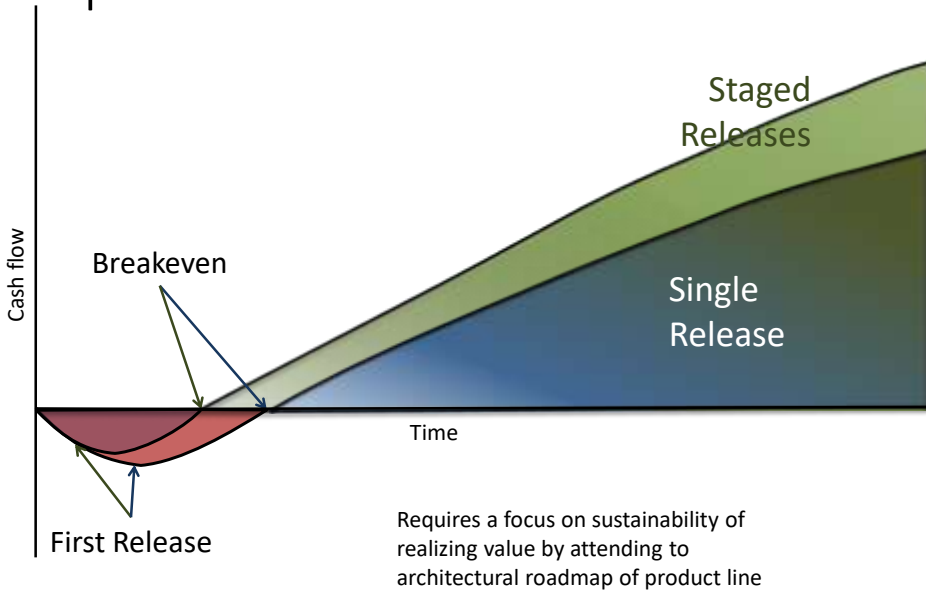 Staged
Releases
Cash flow
Breakeven
Single
Release
Time
First Release
Requires a focus on sustainability of
realizing value by attending to
architectural roadmap of product line